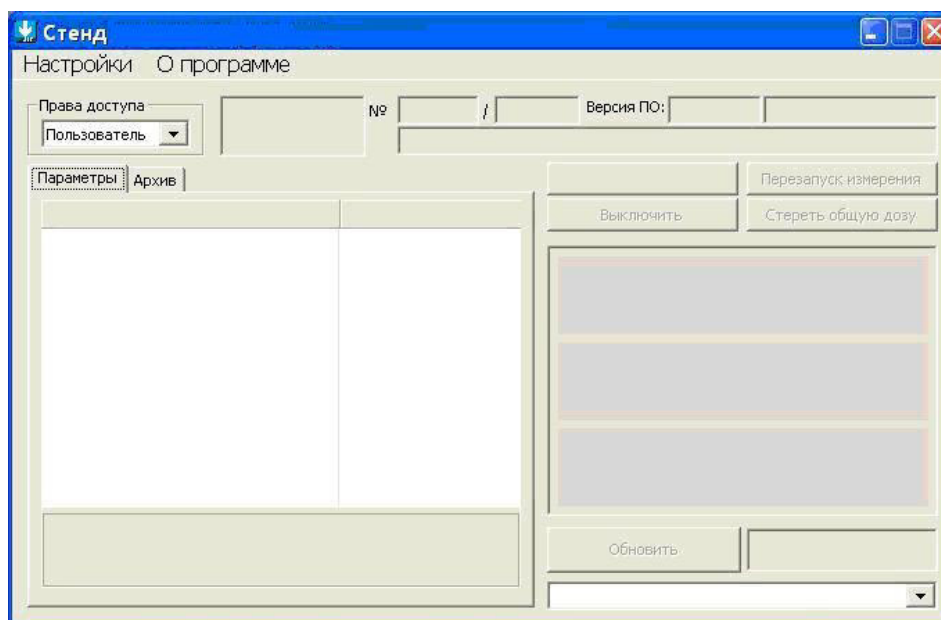 Стенд
Настройки О программе
Права доступа
Пользователь
№ / Версия ПО:
Параметры Архив
Перезапуск измерения
Выключить Стереть общую дозу
Обновить